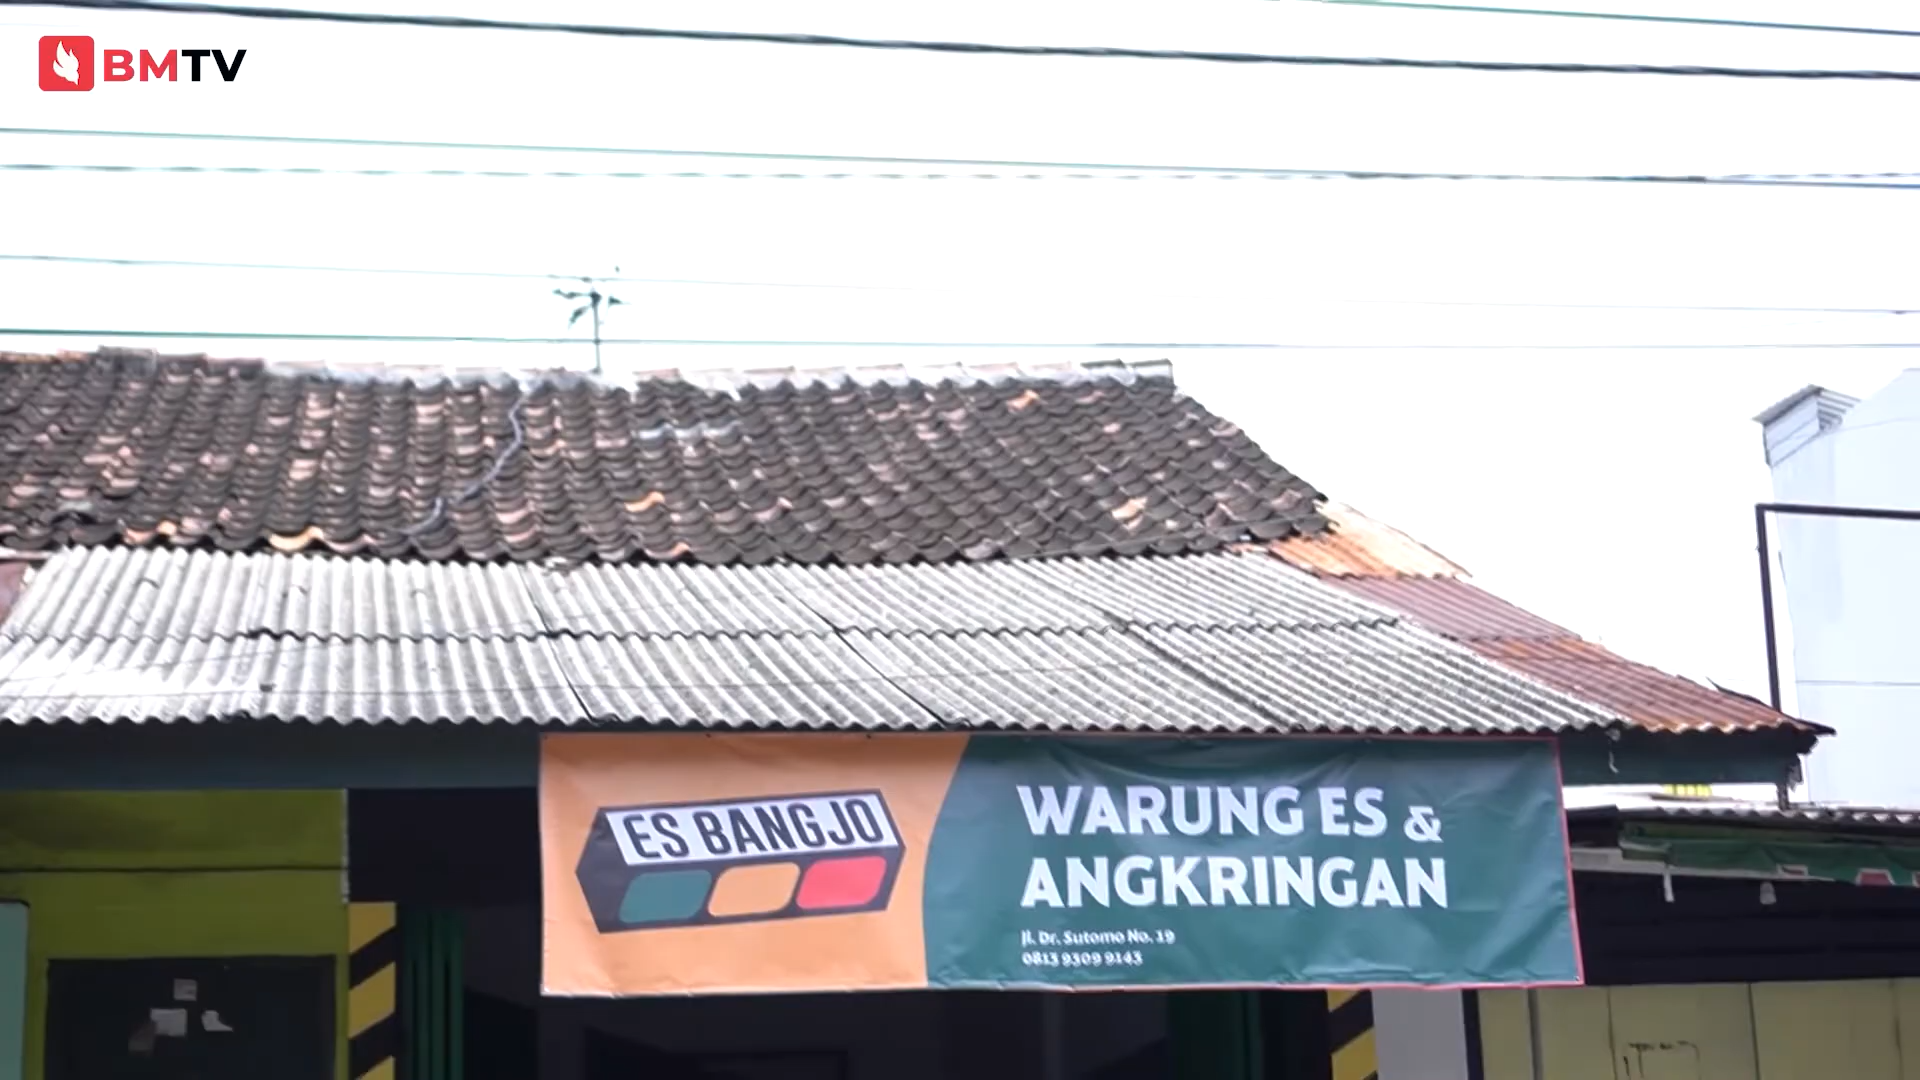 BMTV
ES BANGJO
WARUNG ES &
ANGKRINGAN
Jl. Dr. Sutomo No. 19
0813 9309 9143